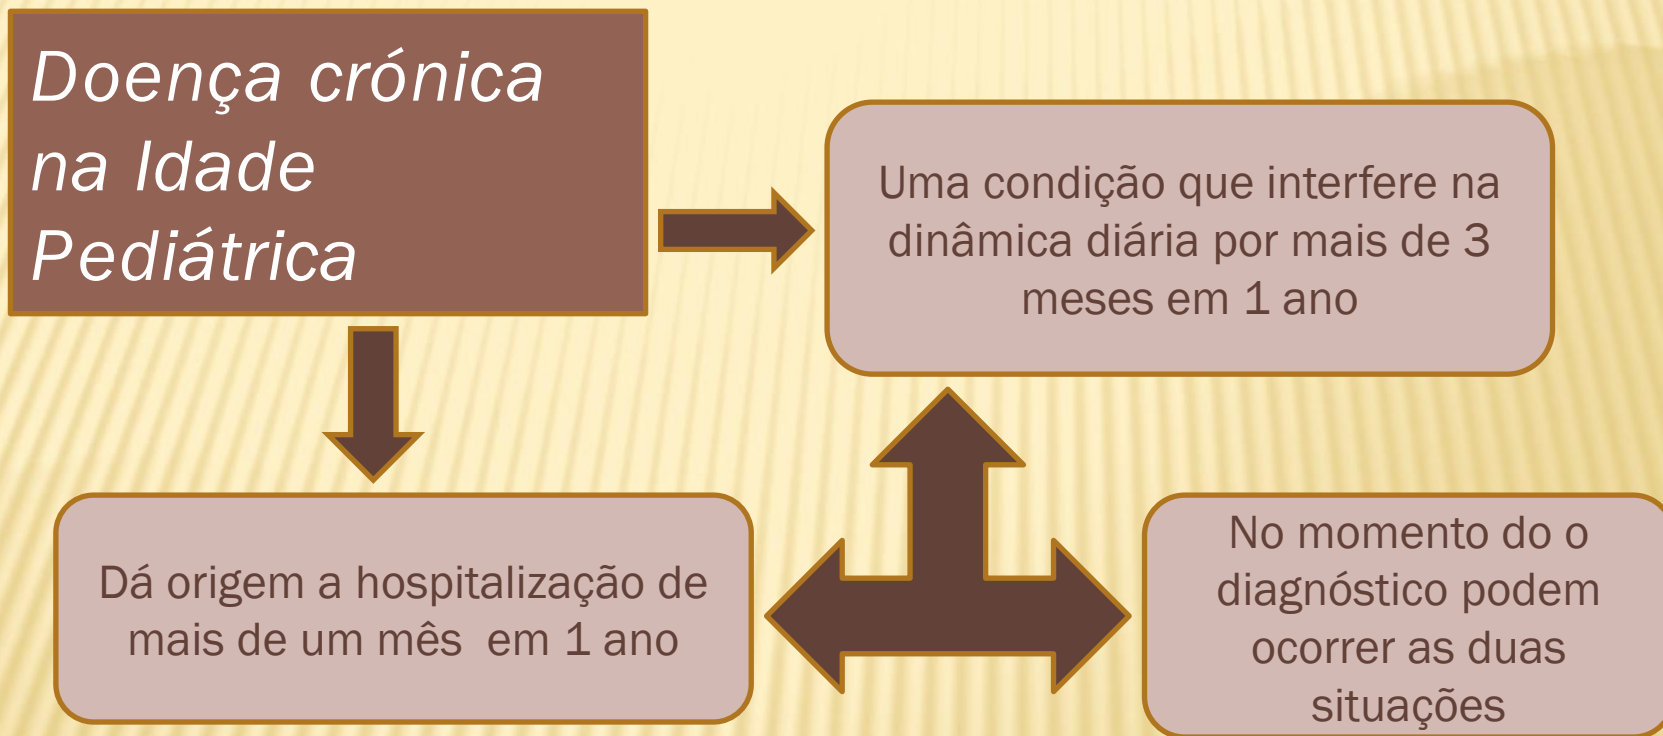 Doença crónica
na Idade
Pediátrica
Uma condição que interfere na
dinâmica diária por mais de 3
meses em 1 ano
Dá origem a hospitalização de
mais de um mês em 1 ano
No momento do o
diagnóstico podem
ocorrer as duas
situações